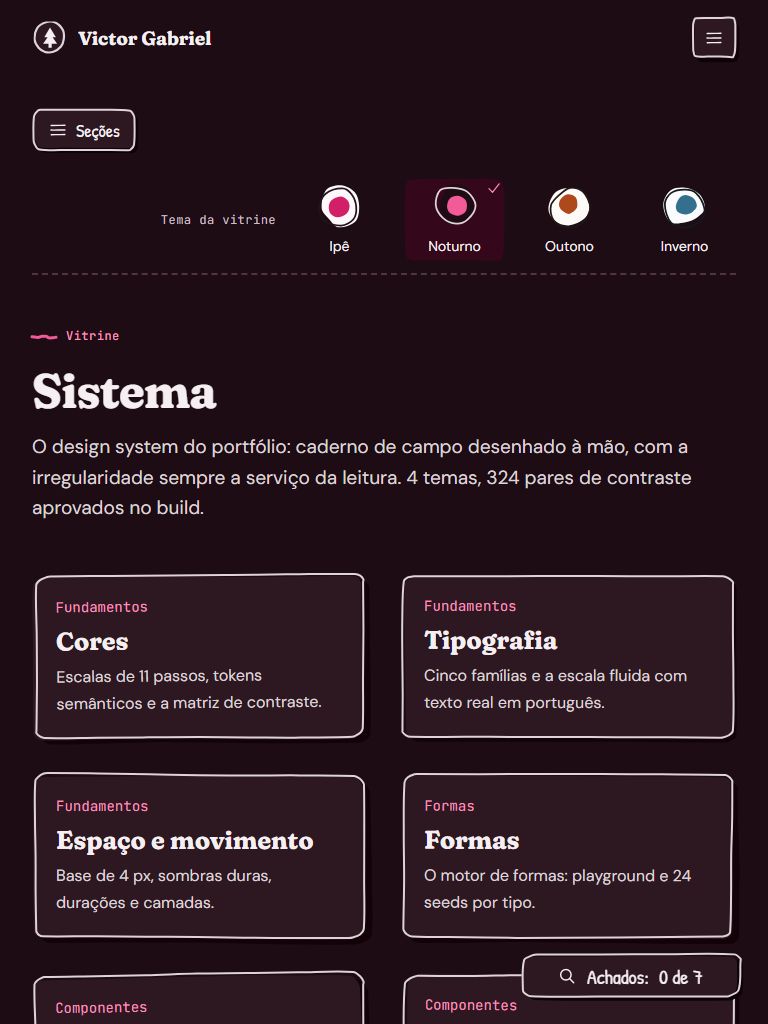 Victor Gabriel
Seções
Tema da vitrine
Ipê
Noturno
Outono
Inverno
Vitrine
Sistema
O design system do portfólio: caderno de campo desenhado à mão, com a
irregularidade sempre a serviço da leitura. 4 temas, 324 pares de contraste
aprovados no build.
Fundamentos
Cores
Escalas de 11 passos, tokens
semânticos e a matriz de contraste.
Fundamentos
Tipografia
Cinco famílias e a escala fluida com
texto real em português.
Fundamentos
Espaço e movimento
Base de 4 px, sombras duras,
durações e camadas.
Fundamentos
Formas
O motor de formas: playground e 24
seeds por tipo.
Componentes
Componentes
Achados: 0 de 7